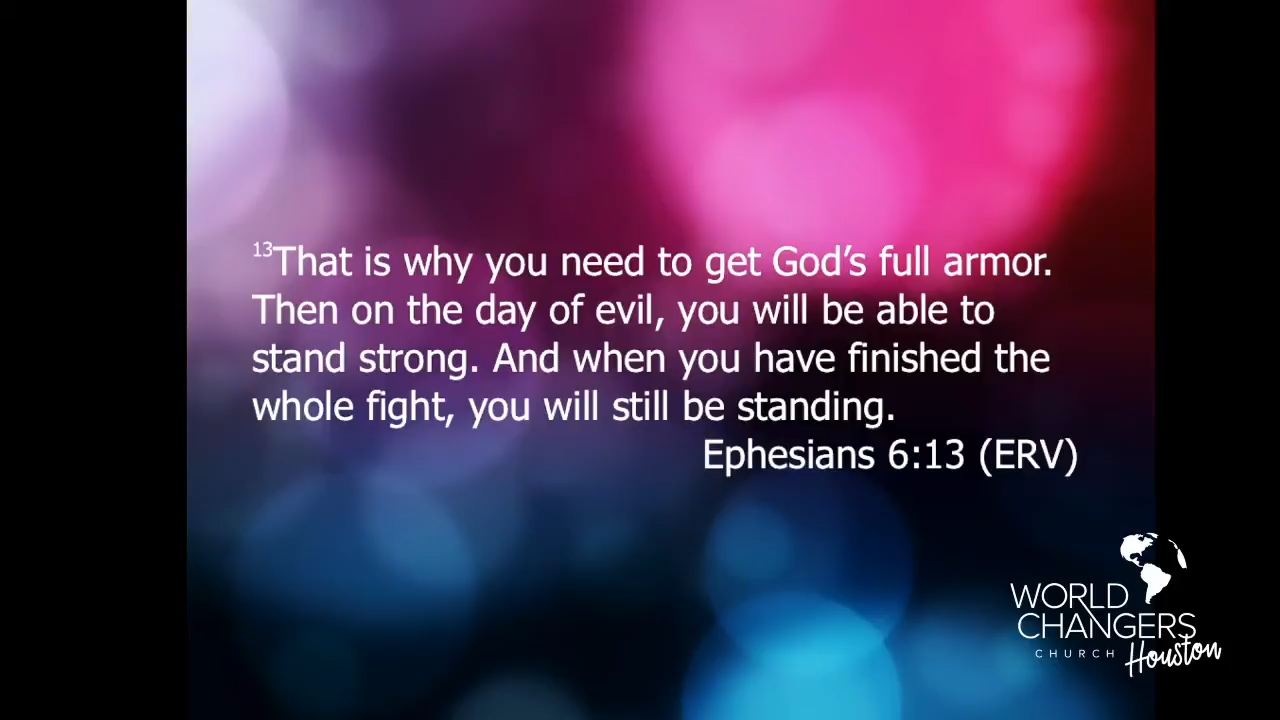 ¹³That is why you need to get God’s full armor.
Then on the day of evil, you will be able to
stand strong. And when you have finished the
whole fight, you will still be standing.
Ephesians 6:13 (ERV)
WORLD
CHANGERS
CHURCH Houston